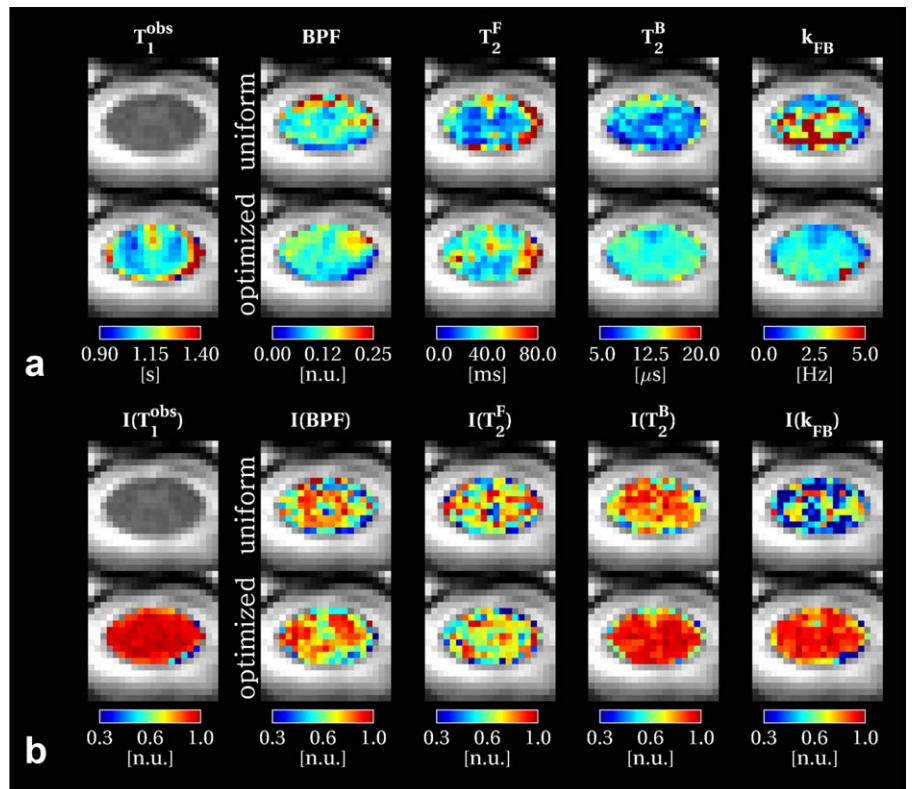 T₁ᵒᵇˢ BPF T₂ᶠ T₂ᴮ k_FB
uniform
optimized
0.90 1.15 1.40 0.00 0.12 0.25 0.0 40.0 80.0 5.0 12.5 20.0 0.0 2.5 5.0
a [s] [n.u.] [ms] [μs] [Hz]
I(T₁ᵒᵇˢ) I(BPF) I(T₂ᶠ) I(T₂ᴮ) I(k_FB)
uniform
optimized
0.3 0.6 1.0 0.3 0.6 1.0 0.3 0.6 1.0 0.3 0.6 1.0 0.3 0.6 1.0
b [n.u.] [n.u.] [n.u.] [n.u.] [n.u.]